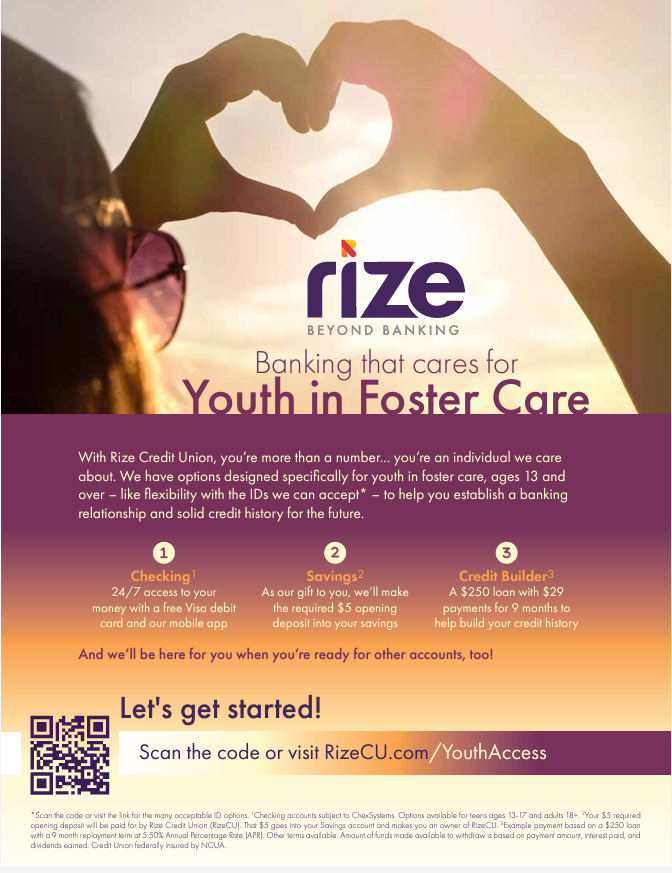 rize
BEYOND BANKING
Banking that cares for
Youth in Foster Care
With Rize Credit Union, you're more than a number... you're an individual we care
about. We have options designed specifically for youth in foster care, ages 13 and
over – like flexibility with the IDs we can accept* – to help you establish a banking
relationship and solid credit history for the future.
1
Checking¹
24/7 access to your
money with a free Visa debit
card and our mobile app
2
Savings²
As our gift to you, we'll make
the required $5 opening
deposit into your savings
3
Credit Builder³
A $250 loan with $29
payments for 9 months to
help build your credit history
And we'll be here for you when you're ready for other accounts, too!
Let's get started!
Scan the code or visit RizeCU.com/YouthAccess
*Scan the code or visit the link for the many acceptable ID options. ¹Checking accounts subject to ChexSystems. Options available for teens ages 13-17 and adults 18+. ²Your $5 required
opening deposit will be paid for by Rize Credit Union (RizeCU). That $5 goes into your Savings account and makes you an owner of RizeCU. ³Example payment based on a $250 loan
with a 9 month replayment term at 5.50% Annual Percentage Rate (APR). Other terms available. Amount of funds made available to withdraw is based on payment amount, interest paid, and
dividends earned. Credit Union federally insured by NCUA.